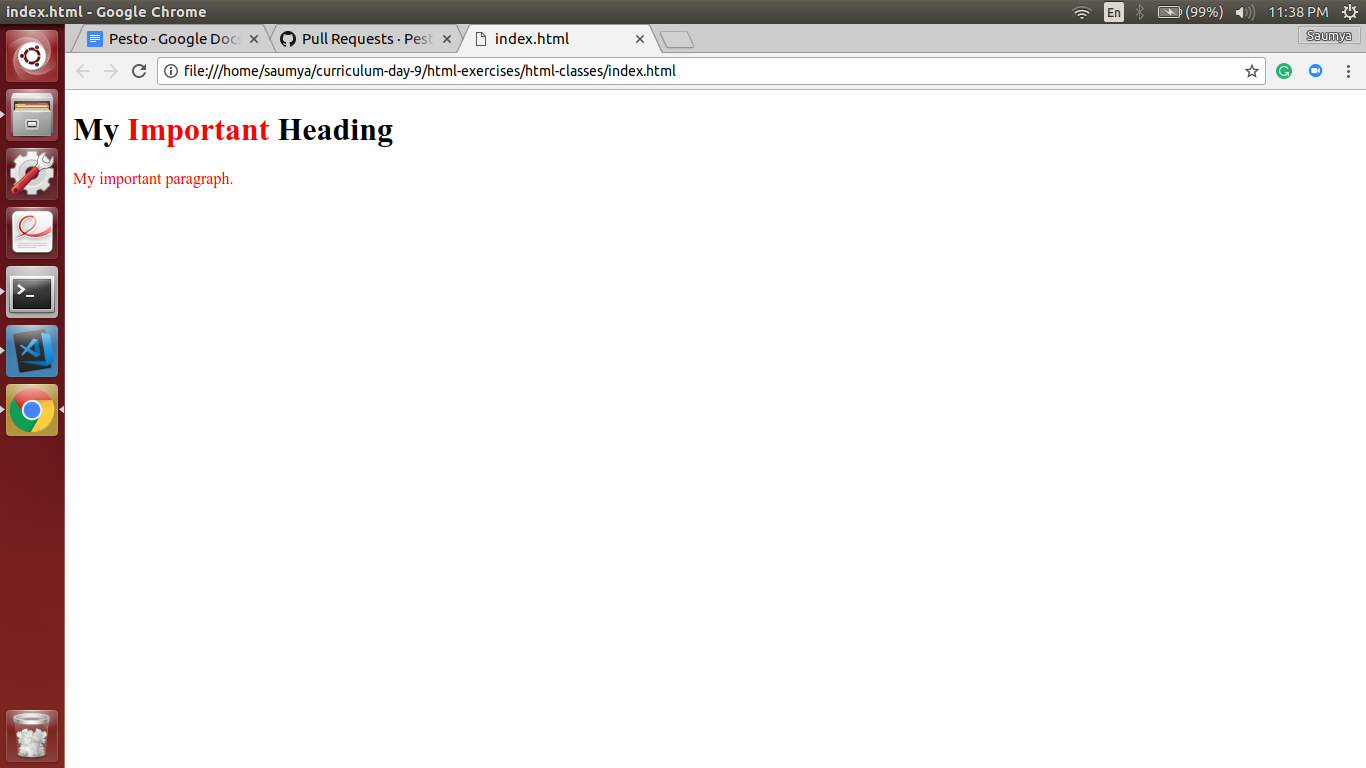 index.html - Google Chrome
En
(99%)
11:38 PM
Pesto - Google Docs
Pull Requests · Pest
index.html
Saumya
file:///home/saumya/curriculum-day-9/html-exercises/html-classes/index.html
My Important Heading
My important paragraph.